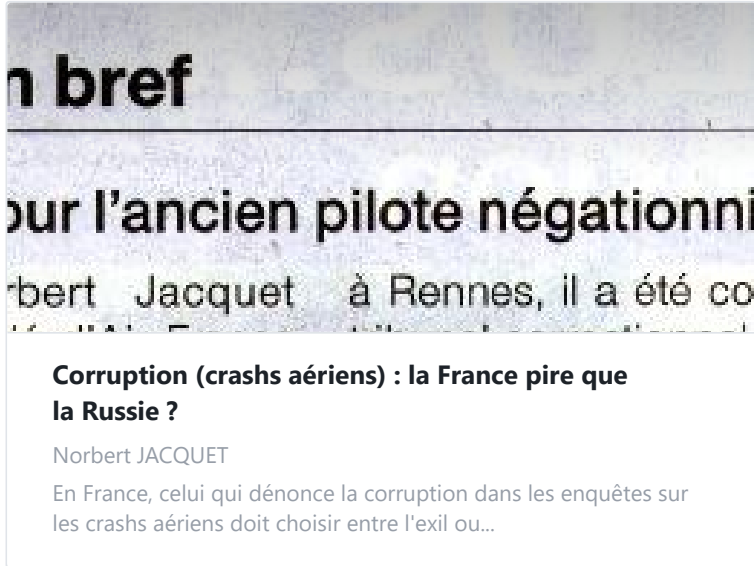 n bref
our l'ancien pilote négationni
rbert Jacquet à Rennes, il a été co
Corruption (crashs aériens) : la France pire que
la Russie ?
Norbert JACQUET
En France, celui qui dénonce la corruption dans les enquêtes sur
les crashs aériens doit choisir entre l'exil ou...